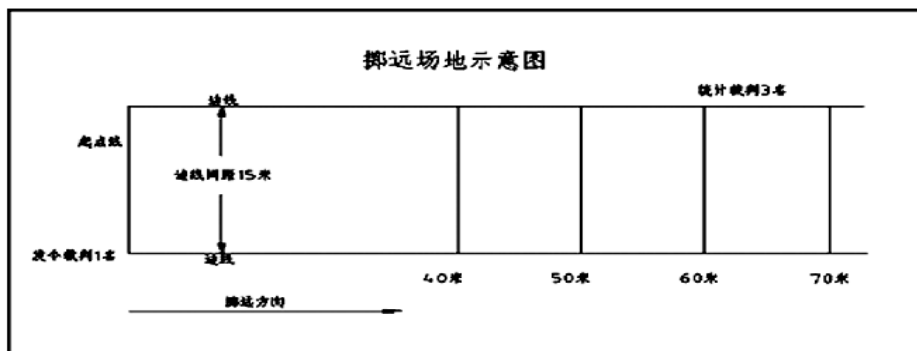 掷远场地示意图
边线
统计裁判3名
起点线
边线间距15米
发令裁判1名
边线
40米
50米
60米
70米
掷远方向